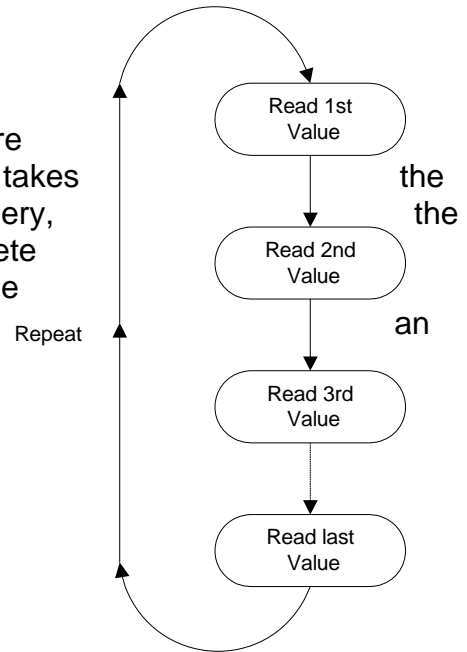 Read 1st
Value
re
takes the
ery, the
ete
e
Read 2nd
Value
an
Repeat
Read 3rd
Value
Read last
Value